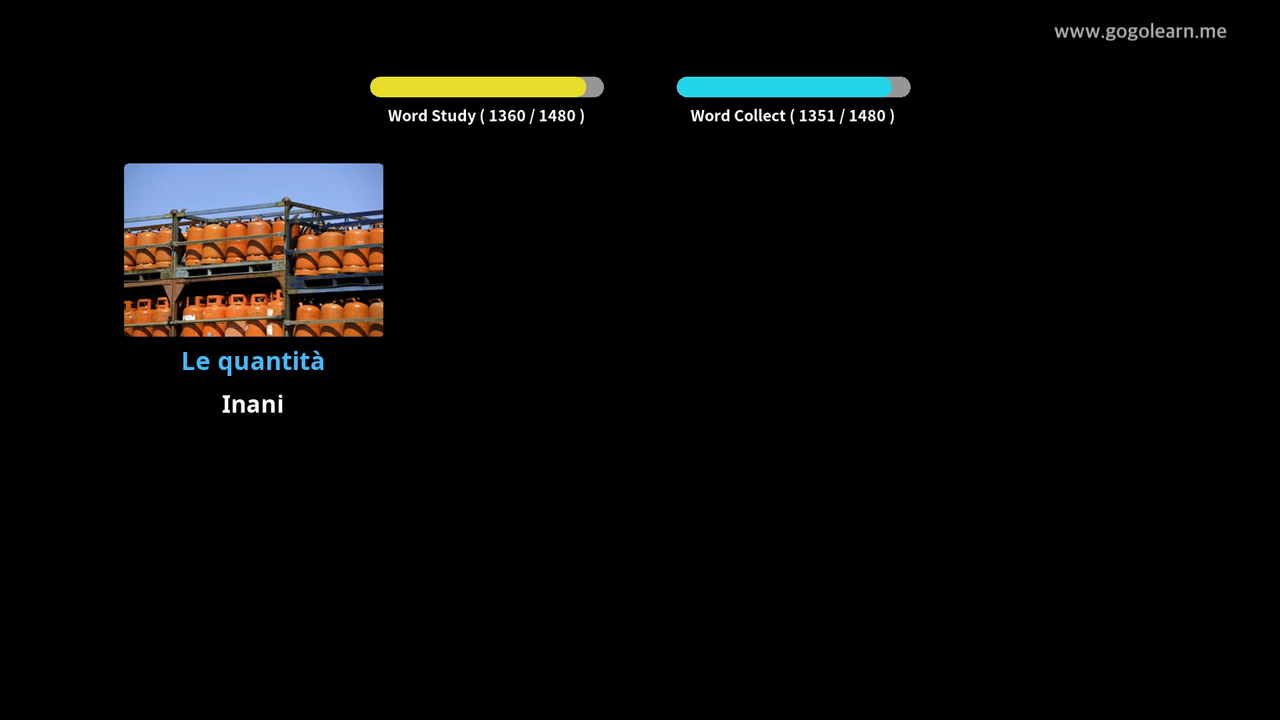 www.gogolearn.me
Word Study ( 1360 / 1480 )
Word Collect ( 1351 / 1480 )
Le quantità
Inani